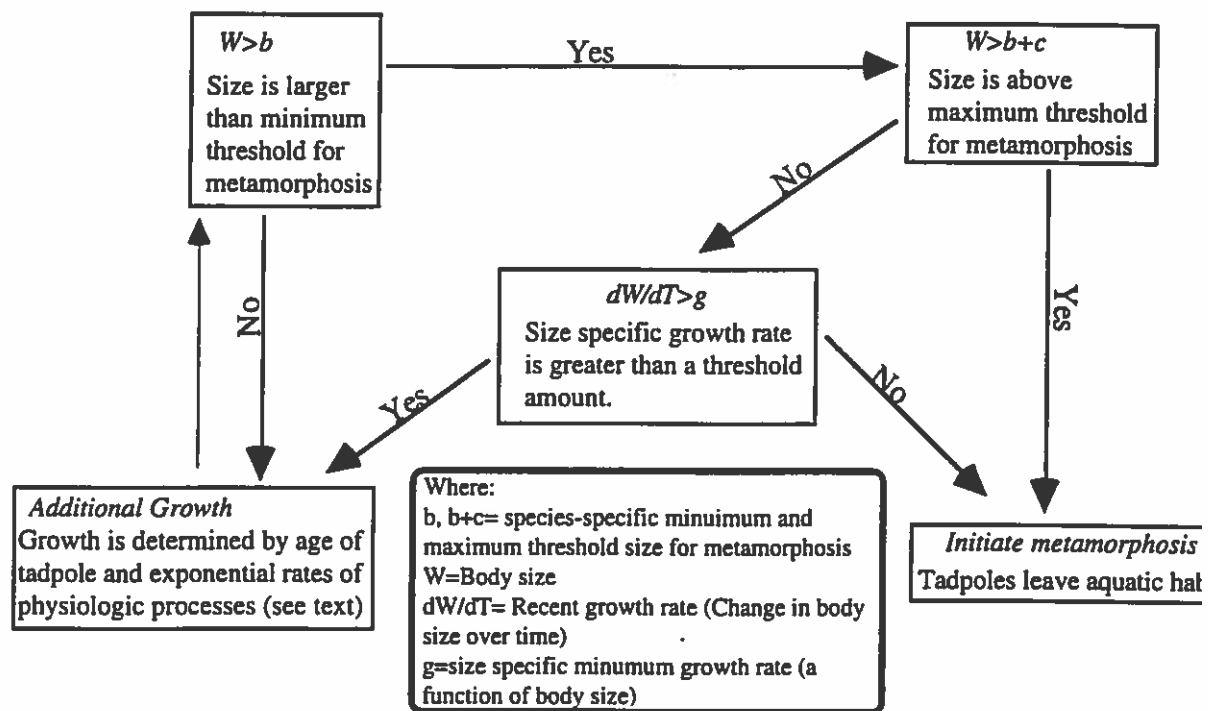 W>b
Size is larger
than minimum
threshold for
metamorphosis
Yes
W>b+c
Size is above
maximum threshold
for metamorphosis
No
No
Yes
dW/dT>g
Size specific growth rate
is greater than a threshold
amount.
Yes
No
Additional Growth
Growth is determined by age of
tadpole and exponential rates of
physiologic processes (see text)
Where:
b, b+c= species-specific minuimum and
maximum threshold size for metamorphosis
W=Body size
dW/dT= Recent growth rate (Change in body
size over time)
g=size specific minumum growth rate (a
function of body size)
Initiate metamorphosis
Tadpoles leave aquatic